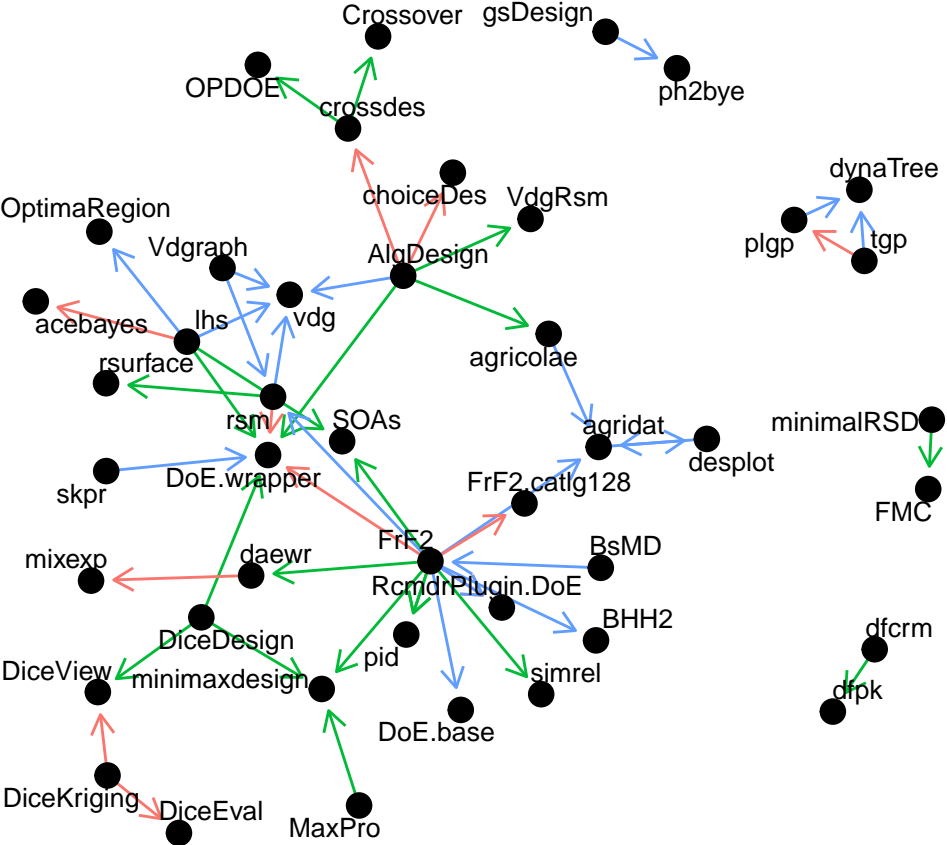 Crossover
gsDesign
OPDOE
ph2bye
crossdes
dynaTree
choiceDes
VdgRsm
OptimaRegion
Vdgraph
plgp
tgp
AlgDesign
acebayes
lhs
vdg
rsurface
agricolae
rsm
SOAs
agridat
minimalRSD
DoE.wrapper
desplot
skpr
FrF2.catlg128
FMC
FrF2
BsMD
mixexp
daewr
RcmdrPlugin.DoE
BHH2
DiceDesign
dfcrm
DiceView
minimaxdesign
pid
simrel
dfpk
DoE.base
DiceKriging
DiceEval
MaxPro